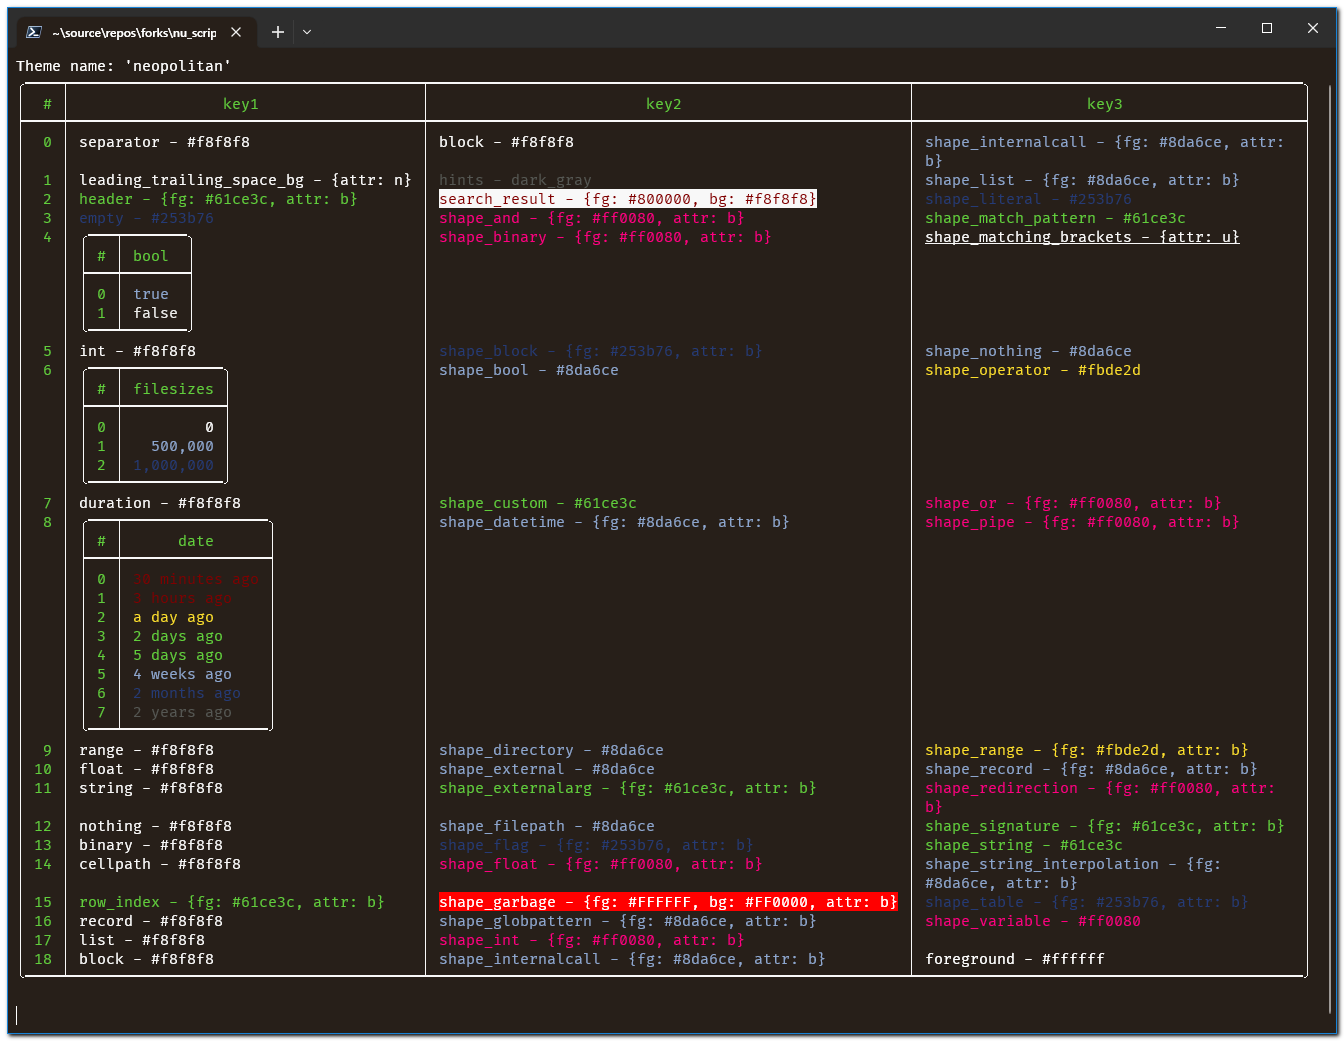 ~\source\repos\forks\nu_scrip
Theme name: 'neopolitan'
# key1 key2 key3
0 separator - #f8f8f8 block - #f8f8f8 shape_internalcall - {fg: #8da6ce, attr:
b}
1 leading_trailing_space_bg - {attr: n} hints - dark_gray shape_list - {fg: #8da6ce, attr: b}
2 header - {fg: #61ce3c, attr: b} search_result - {fg: #800000, bg: #f8f8f8} shape_literal - #253b76
3 empty - #253b76 shape_and - {fg: #ff0080, attr: b} shape_match_pattern - #61ce3c
4 shape_binary - {fg: #ff0080, attr: b} shape_matching_brackets - {attr: u}
# bool
0 true
1 false
5 int - #f8f8f8 shape_block - {fg: #253b76, attr: b} shape_nothing - #8da6ce
6 shape_bool - #8da6ce shape_operator - #fbde2d
# filesizes
0 0
1 500,000
2 1,000,000
7 duration - #f8f8f8 shape_custom - #61ce3c shape_or - {fg: #ff0080, attr: b}
8 shape_datetime - {fg: #8da6ce, attr: b} shape_pipe - {fg: #ff0080, attr: b}
# date
0 minutes ago
1 hours ago
2 a day ago
3 2 days ago
4 5 days ago
5 4 weeks ago
6 2 months ago
7 2 years ago
9 range - #f8f8f8 shape_directory - #8da6ce shape_range - {fg: #fbde2d, attr: b}
10 float - #f8f8f8 shape_external - #8da6ce shape_record - {fg: #8da6ce, attr: b}
11 string - #f8f8f8 shape_externalarg - {fg: #61ce3c, attr: b} shape_redirection - {fg: #ff0080, attr:
b}
12 nothing - #f8f8f8 shape_filepath - #8da6ce shape_signature - {fg: #61ce3c, attr: b}
13 binary - #f8f8f8 shape_flag - {fg: #253b76, attr: b} shape_string - #61ce3c
14 cellpath - #f8f8f8 shape_float - {fg: #ff0080, attr: b} shape_string_interpolation - {fg:
#8da6ce, attr: b}
15 row_index - {fg: #61ce3c, attr: b} shape_garbage - {fg: #FFFFFF, bg: #FF0000, attr: b} shape_table - {fg: #253b76, attr: b}
16 record - #f8f8f8 shape_globpattern - {fg: #8da6ce, attr: b} shape_variable - #ff0080
17 list - #f8f8f8 shape_int - {fg: #ff0080, attr: b}
18 block - #f8f8f8 shape_internalcall - {fg: #8da6ce, attr: b} foreground - #ffffff